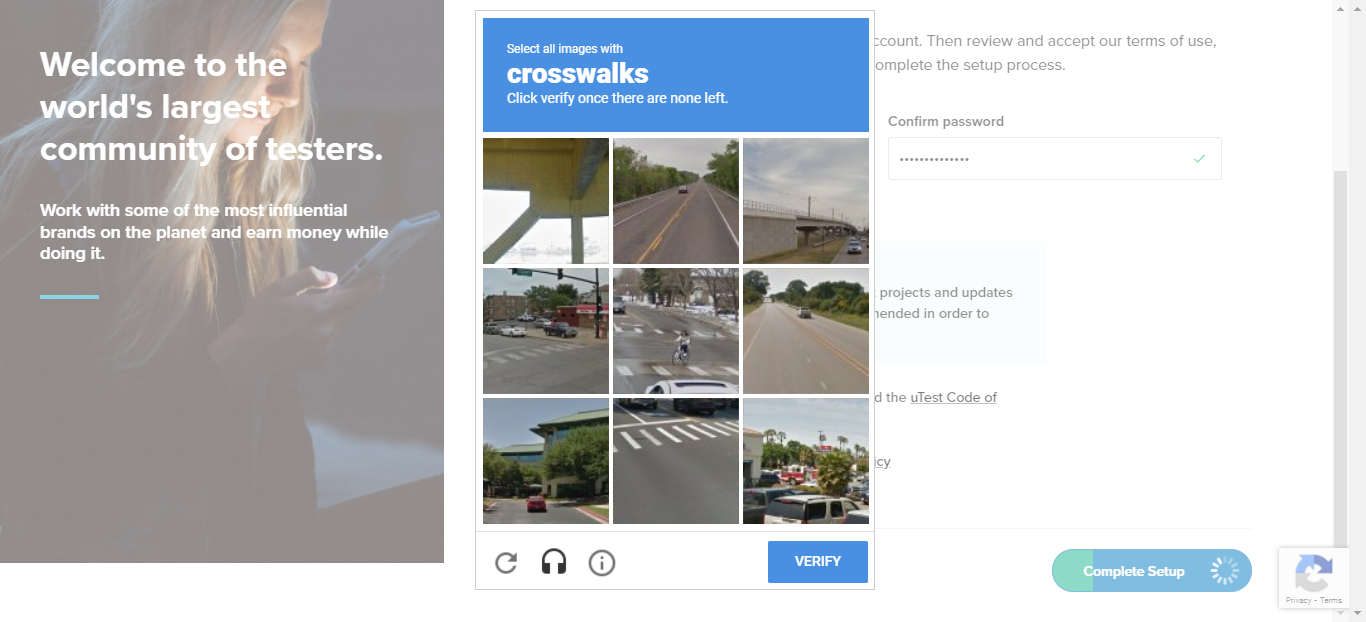 Welcome to the
world's largest
community of testers.
Work with some of the most influential
brands on the planet and earn money while
doing it.
Select all images with
crosswalks
Click verify once there are none left.
VERIFY
ccount. Then review and accept our terms of use,
omplete the setup process.
Confirm password
••••••••••••••
projects and updates
nended in order to
d the uTest Code of
icy
Complete Setup
Privacy - Terms